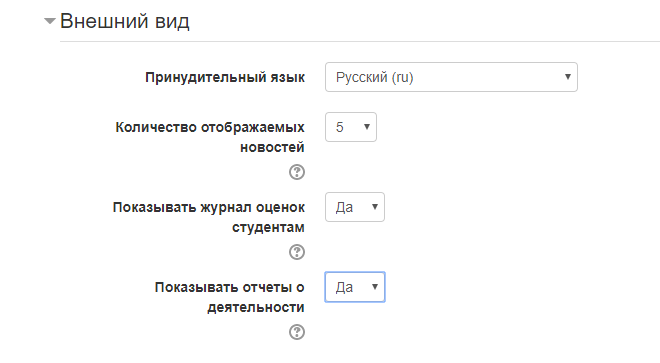 Внешний вид
Принудительный язык
Русский (ru)
Количество отображаемых
новостей
5
Показывать журнал оценок
студентам
Да
Показывать отчеты о
деятельности
Да